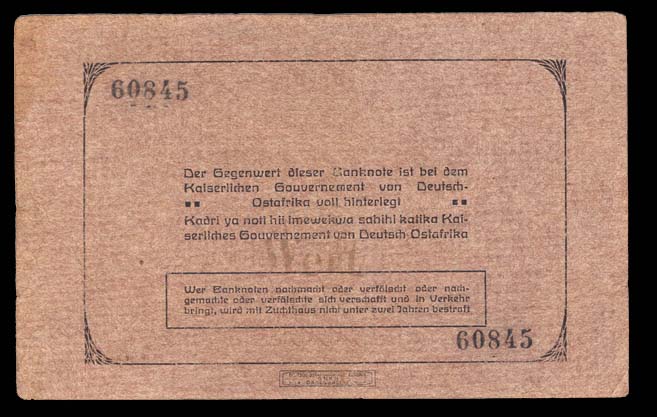 60845
Der Gegenwert dieser Banknote ist bei dem
Kaiserlichen Gouvernement von Deutsch-
Ostafrika voll hinterlegt
Kadri ya noti hii imewekwa sahihi katika Kai-
serliches Gouvernement von Deutsch Ostafrika
Wer Banknoten nachmacht oder verfälscht oder nach-
gemachte oder verfälschte sich verschafft und in Verkehr
bringt, wird mit Zuchthaus nicht unter zwei Jahren bestraft
60845